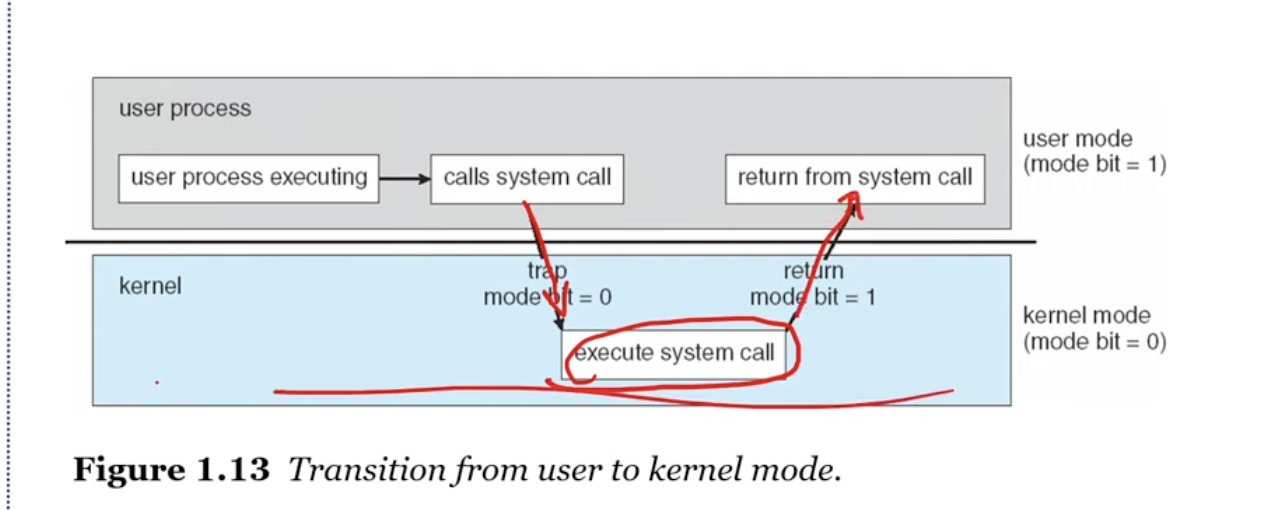 user process
user process executing
calls system call
return from system call
user mode
(mode bit = 1)
kernel
trap
mode bit = 0
return
mode bit = 1
execute system call
kernel mode
(mode bit = 0)
Figure 1.13 Transition from user to kernel mode.